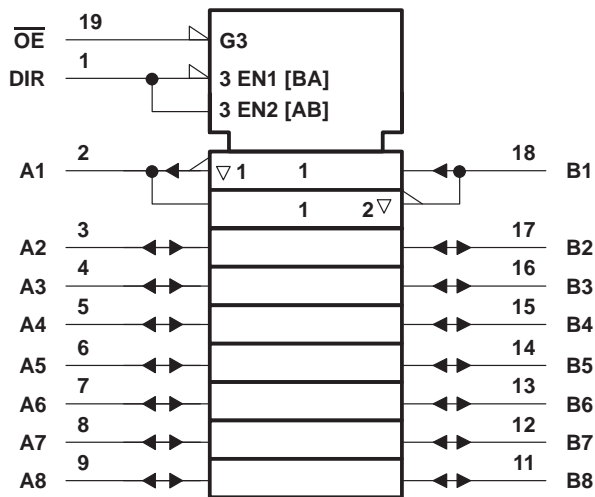 OE 19 G3
DIR 1 3 EN1 [BA]
3 EN2 [AB]
A1 2 ▽ 1 1 18 B1
1 2 ▽
A2 3 17 B2
A3 4 16 B3
A4 5 15 B4
A5 6 14 B5
A6 7 13 B6
A7 8 12 B7
A8 9 11 B8